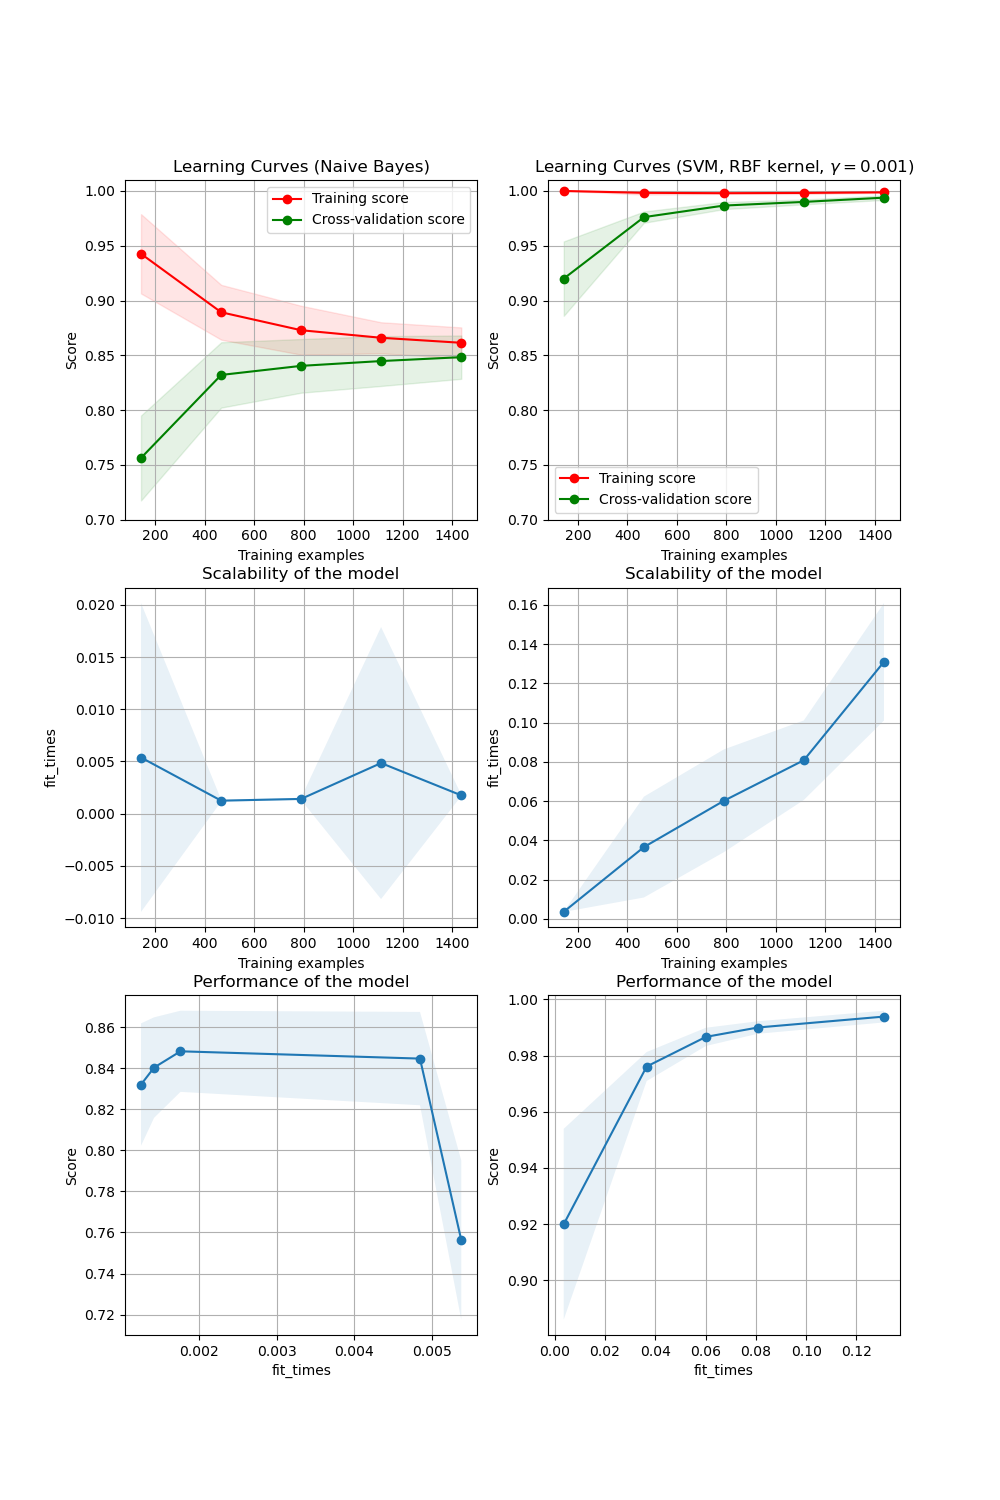 Learning Curves (Naive Bayes)
Score
1.00
0.95
0.90
0.85
0.80
0.75
0.70
Training score
Cross-validation score
200 400 600 800 1000 1200 1400
Training examples
Learning Curves (SVM, RBF kernel, γ = 0.001)
Score
1.00
0.95
0.90
0.85
0.80
0.75
0.70
Training score
Cross-validation score
200 400 600 800 1000 1200 1400
Training examples
Scalability of the model
fit_times
0.020
0.015
0.010
0.005
0.000
−0.005
−0.010
200 400 600 800 1000 1200 1400
Training examples
Scalability of the model
fit_times
0.16
0.14
0.12
0.10
0.08
0.06
0.04
0.02
0.00
200 400 600 800 1000 1200 1400
Training examples
Performance of the model
Score
0.86
0.84
0.82
0.80
0.78
0.76
0.74
0.72
0.002 0.003 0.004 0.005
fit_times
Performance of the model
Score
1.00
0.98
0.96
0.94
0.92
0.90
0.00 0.02 0.04 0.06 0.08 0.10 0.12
fit_times